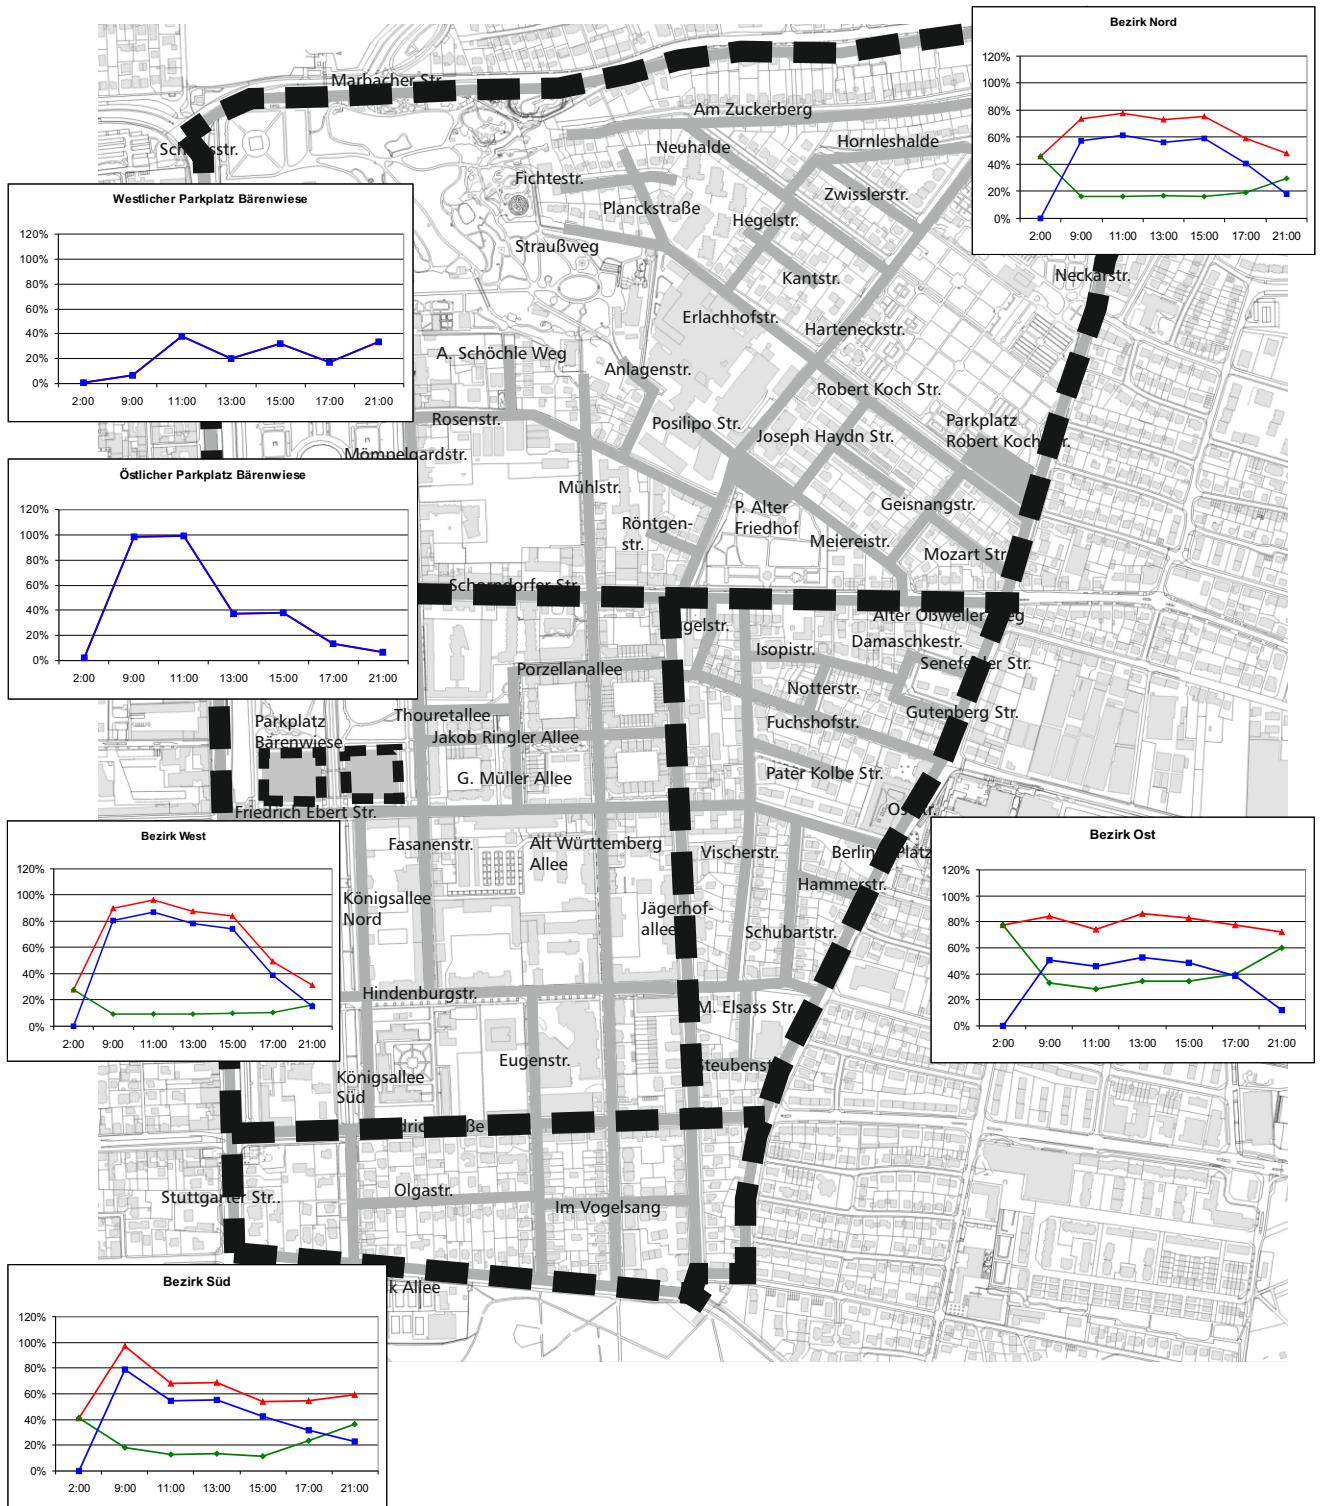 Bezirk Nord
120%
100%
80%
60%
40%
20%
0%
2:00 9:00 11:00 13:00 15:00 17:00 21:00
Marbacher Str.
Am Zuckerberg
Neuhalde
Hornleshalde
Fichtestr.
Zwisslerstr.
Planckstraße
Hegelstr.
Straußweg
Kantstr.
Neckarstr.
Erlachhofstr.
Harteneckstr.
Westlicher Parkplatz Bärenwiese
120%
100%
80%
60%
40%
20%
0%
2:00 9:00 11:00 13:00 15:00 17:00 21:00
A. Schöchle Weg
Anlagenstr.
Robert Koch Str.
Rosenstr.
Posilipo Str.
Joseph Haydn Str.
Parkplatz
Robert Koch Str.
Mömpelgardstr.
Mühlstr.
Geisnangstr.
P. Alter
Friedhof
Röntgen-
str.
Meiereistr.
Mozart Str.
Östlicher Parkplatz Bärenwiese
120%
100%
80%
60%
40%
20%
0%
2:00 9:00 11:00 13:00 15:00 17:00 21:00
Schorndorfer Str.
Alter Oßweiler Weg
Damaschkestr.
Isopistr.
Senefelder Str.
Porzellanallee
Notterstr.
Gutenberg Str.
Thouretallee
Fuchshofstr.
Parkplatz
Bärenwiese
Jakob Ringler Allee
G. Müller Allee
Pater Kolbe Str.
Friedrich Ebert Str.
Fasanenstr.
Alt Württemberg
Allee
Vischerstr.
Berliner Platz
Hammerstr.
Königsallee
Nord
Jägerhof-
allee
Schubartstr.
Bezirk West
120%
100%
80%
60%
40%
20%
0%
2:00 9:00 11:00 13:00 15:00 17:00 21:00
Bezirk Ost
120%
100%
80%
60%
40%
20%
0%
2:00 9:00 11:00 13:00 15:00 17:00 21:00
Hindenburgstr.
M. Elsass Str.
Eugenstr.
Königsallee
Süd
Stuttgarter Str..
Olgastr.
Im Vogelsang
Allee
Bezirk Süd
120%
100%
80%
60%
40%
20%
0%
2:00 9:00 11:00 13:00 15:00 17:00 21:00